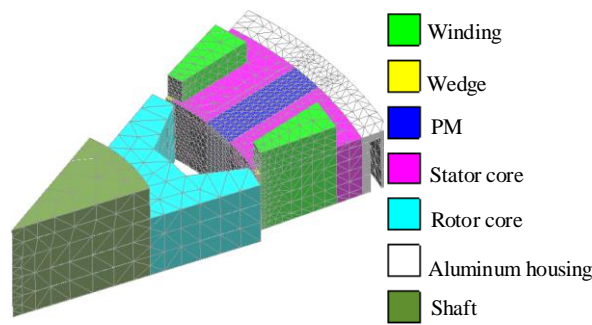 Winding
Wedge
PM
Stator core
Rotor core
Aluminum housing
Shaft